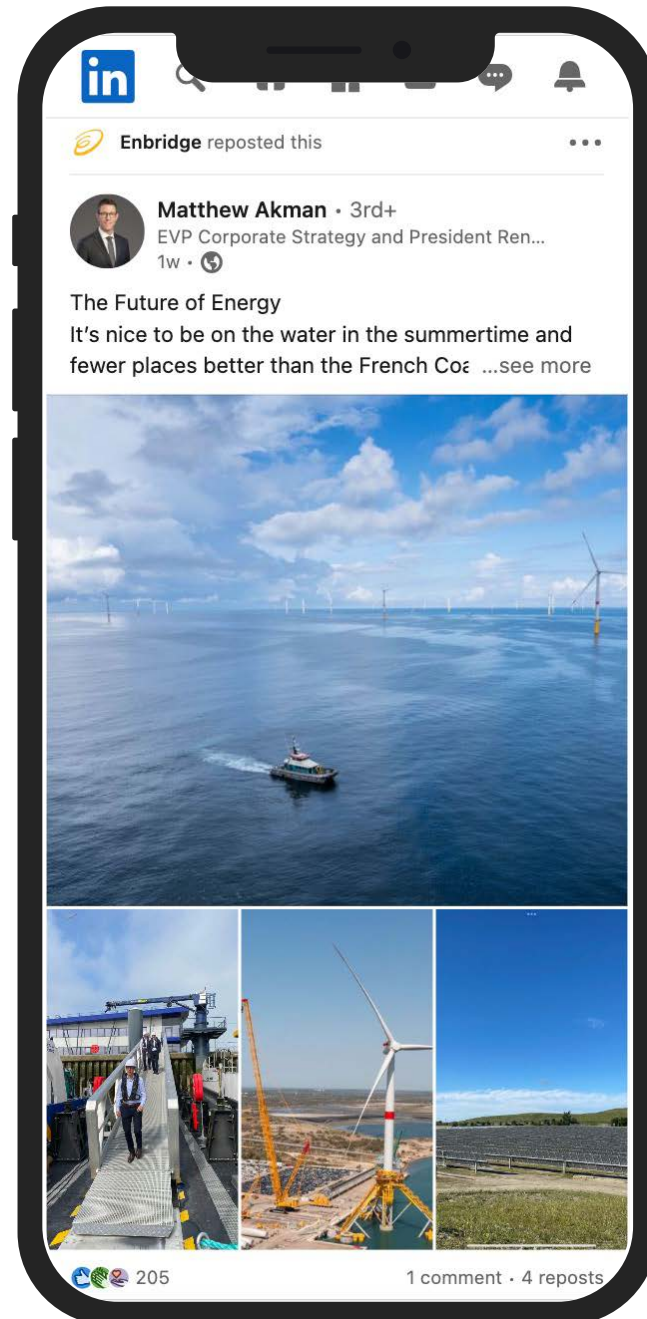 in
Enbridge reposted this
Matthew Akman • 3rd+
EVP Corporate Strategy and President Ren...
1w •
The Future of Energy
It's nice to be on the water in the summertime and
fewer places better than the French Coa ...see more
205
1 comment • 4 reposts